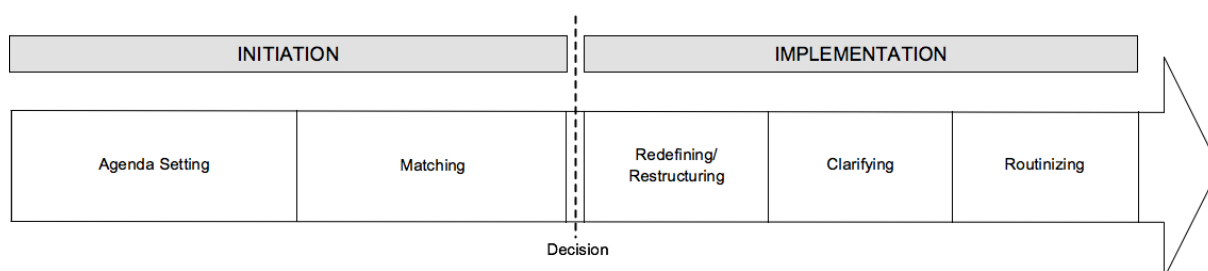 INITIATION
IMPLEMENTATION
Agenda Setting
Matching
Redefining/
Restructuring
Clarifying
Routinizing
Decision